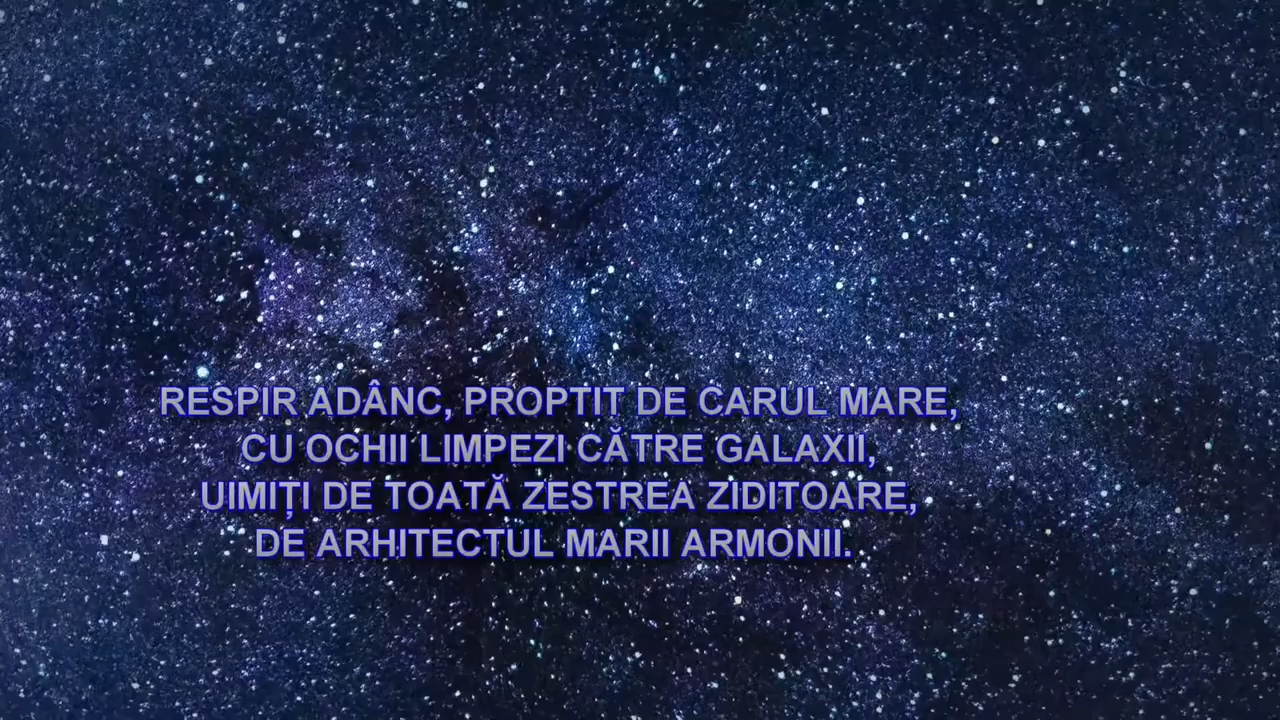 RESPIR ADÂNC, PROPTIT DE CARUL MARE,
CU OCHII LIMPEZI CĂTRE GALAXII,
UIMIȚI DE TOATĂ ZESTREA ZIDITOARE,
DE ARHITECTUL MARII ARMONII.